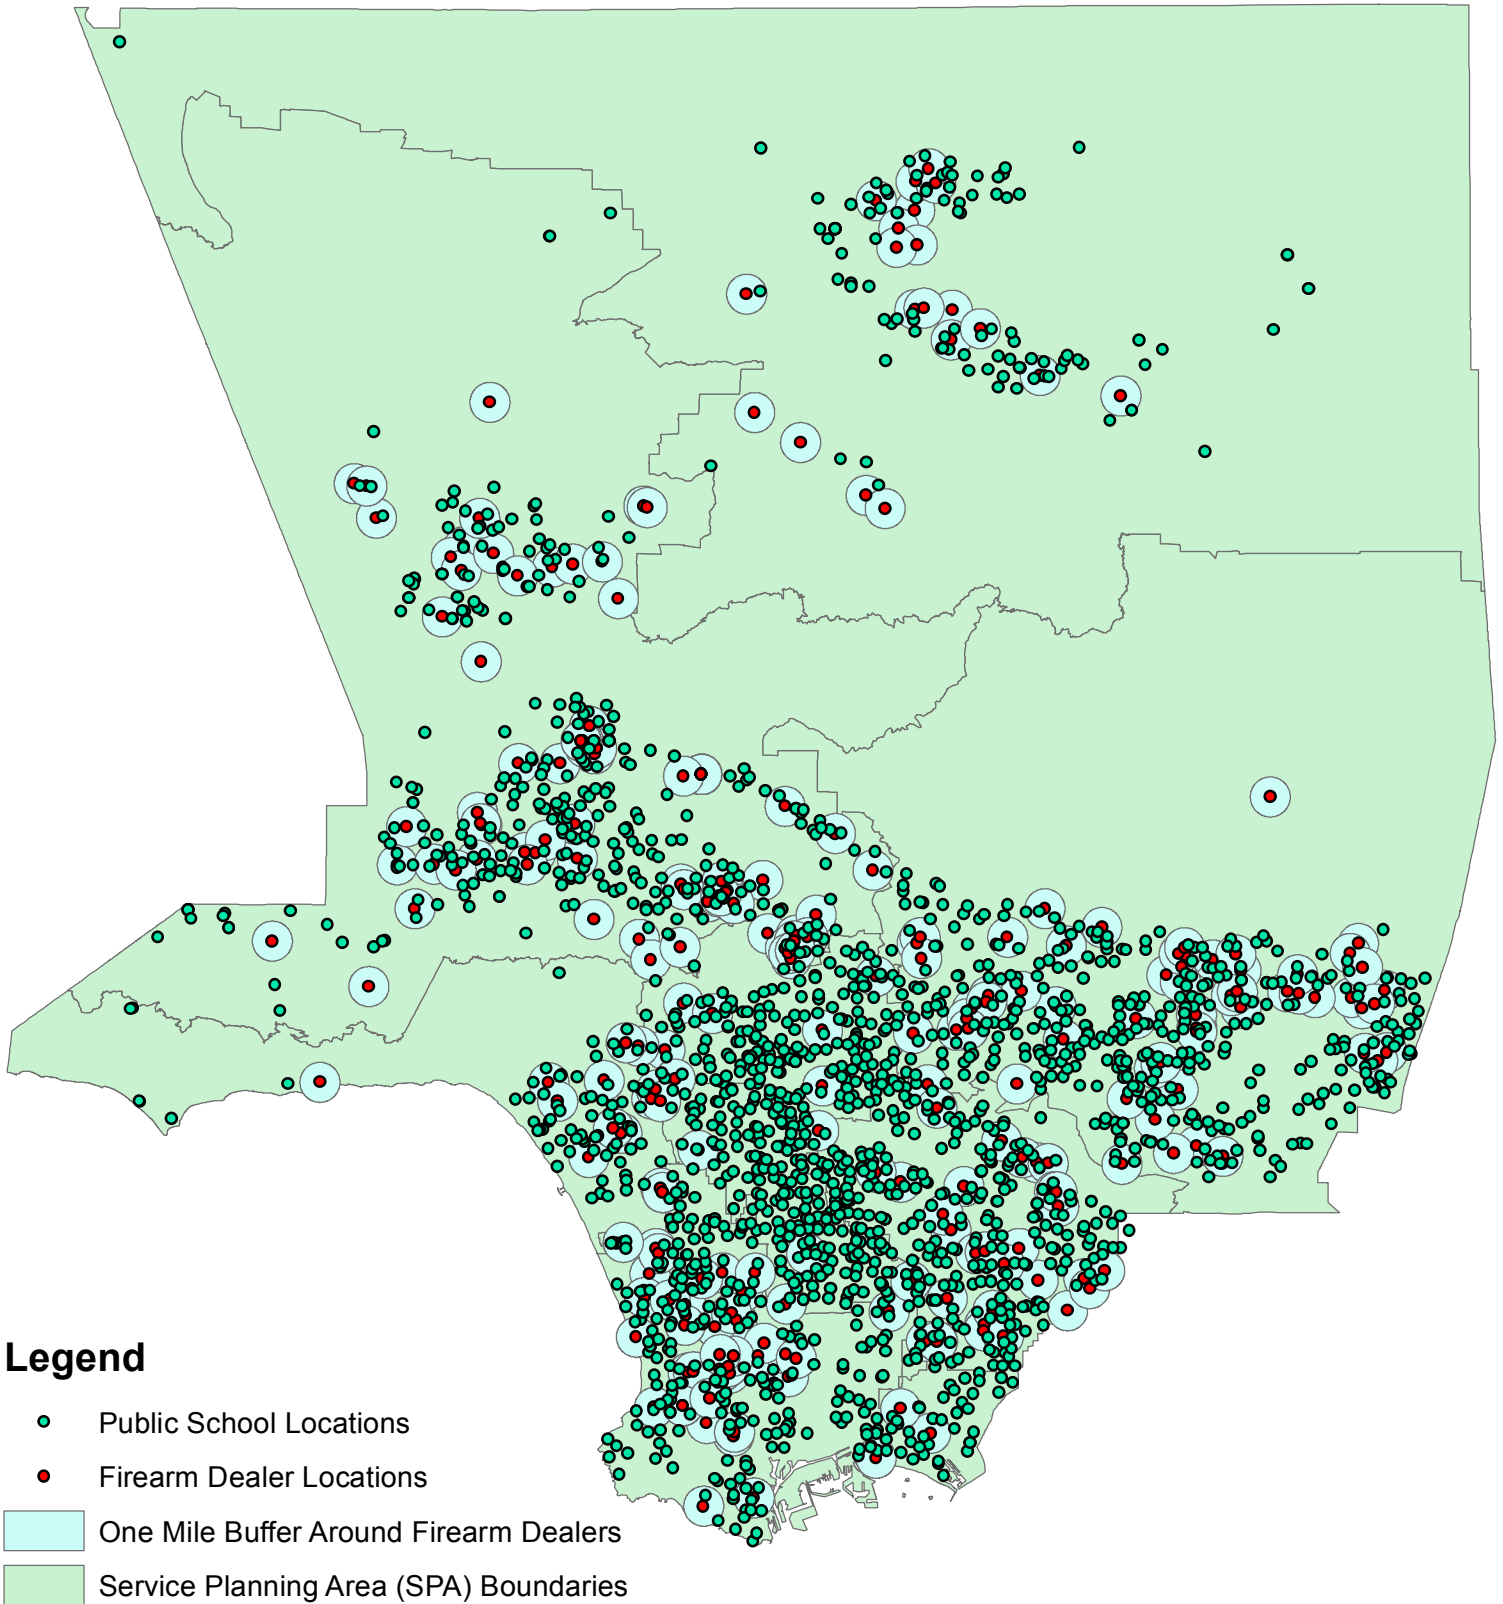 Legend
Public School Locations
Firearm Dealer Locations
One Mile Buffer Around Firearm Dealers
Service Planning Area (SPA) Boundaries